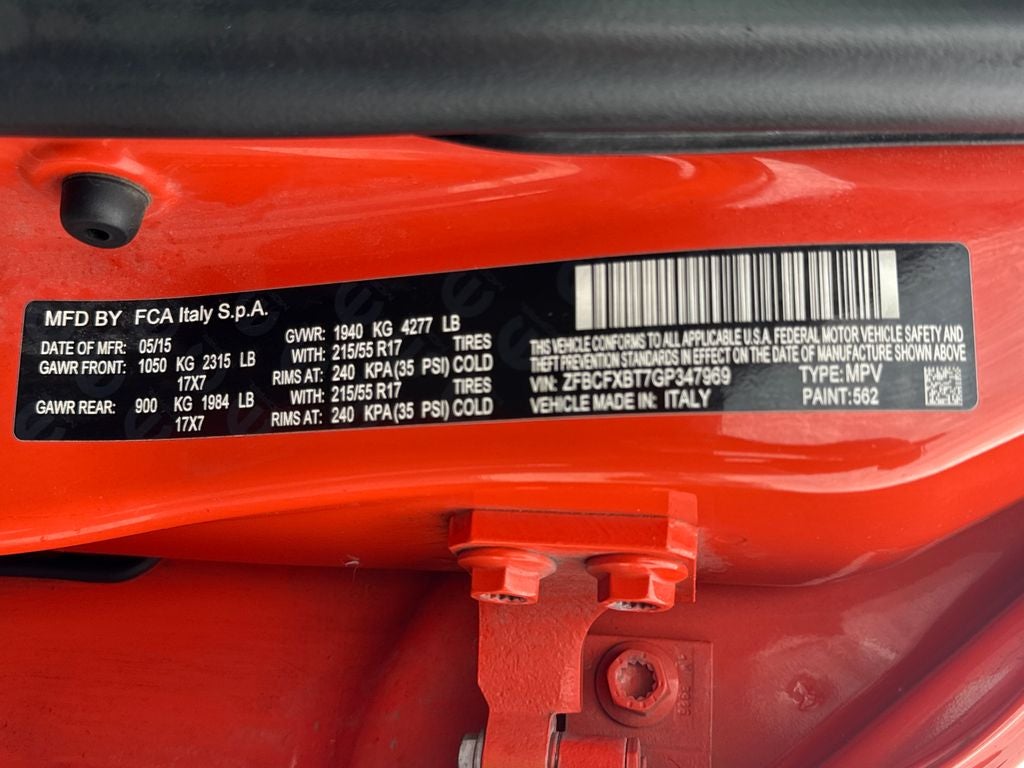 MFD BY FCA Italy S.p.A.
DATE OF MFR: 05/15 GVWR: 1940 KG 4277 LB
GAWR FRONT: 1050 KG 2315 LB WITH: 215/55 R17 TIRES
17X7 RIMS AT: 240 KPA(35 PSI) COLD
GAWR REAR: 900 KG 1984 LB WITH: 215/55 R17 TIRES
17X7 RIMS AT: 240 KPA(35 PSI) COLD
THIS VEHICLE CONFORMS TO ALL APPLICABLE U.S.A. FEDERAL MOTOR VEHICLE SAFETY AND
THEFT PREVENTION STANDARDS IN EFFECT ON THE DATE OF MANUFACTURE SHOWN ABOVE
VIN: ZFBCFXBT7GP347969 TYPE: MPV
VEHICLE MADE IN: ITALY PAINT:562